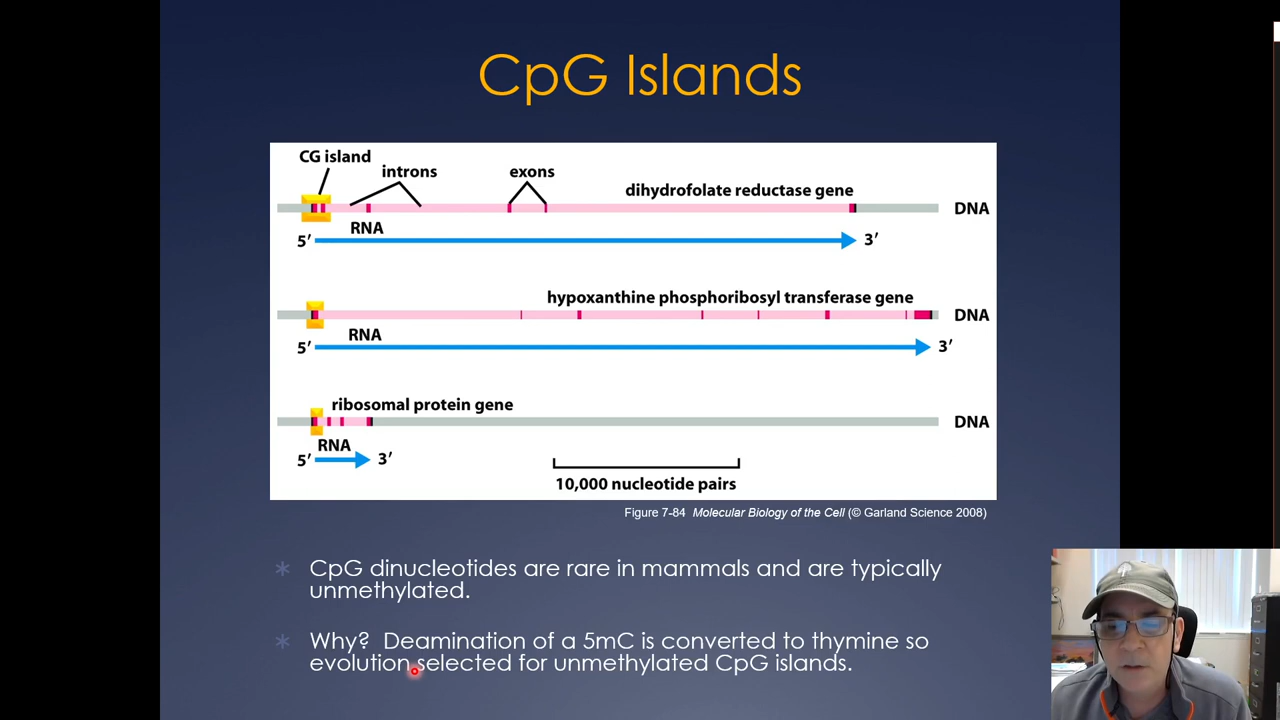 CpG Islands
CG island
introns
exons
dihydrofolate reductase gene
DNA
RNA
5′
3′
hypoxanthine phosphoribosyl transferase gene
DNA
RNA
5′
3′
ribosomal protein gene
DNA
RNA
5′
3′
10,000 nucleotide pairs
Figure 7-84 Molecular Biology of the Cell (© Garland Science 2008)
CpG dinucleotides are rare in mammals and are typically
unmethylated.
Why? Deamination of a 5mC is converted to thymine so
evolution selected for unmethylated CpG islands.